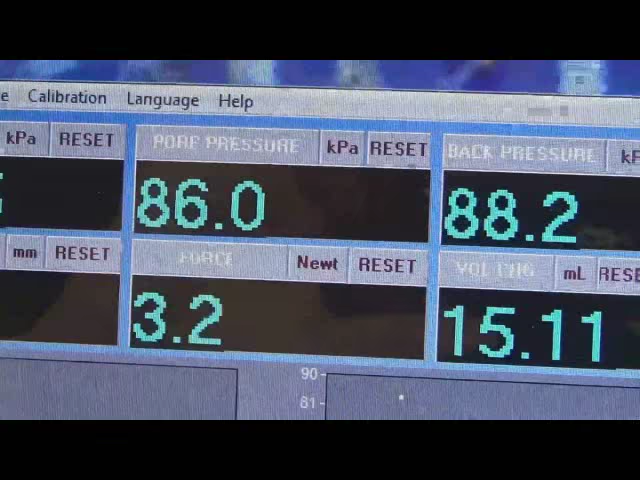 Calibration Language Help
kPa RESET PORE PRESSURE kPa RESET BACK PRESSURE
86.0 88.2
mm RESET FORCE Newt RESET mL
3.2 15.11
90
81